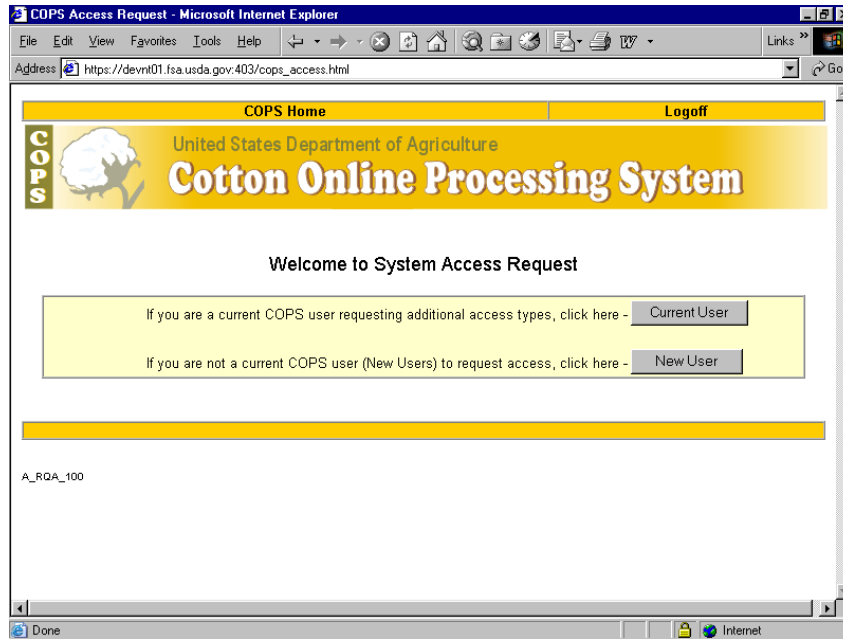 COPS Access Request - Microsoft Internet Explorer
File Edit View Favorites Tools Help Links »
Address https://devnt01.fsa.usda.gov:403/cops_access.html Go
COPS Home Logoff
COPS
United States Department of Agriculture
Cotton Online Processing System
Welcome to System Access Request
If you are a current COPS user requesting additional access types, click here - Current User
If you are not a current COPS user (New Users) to request access, click here - New User
A_RQA_100
Done Internet